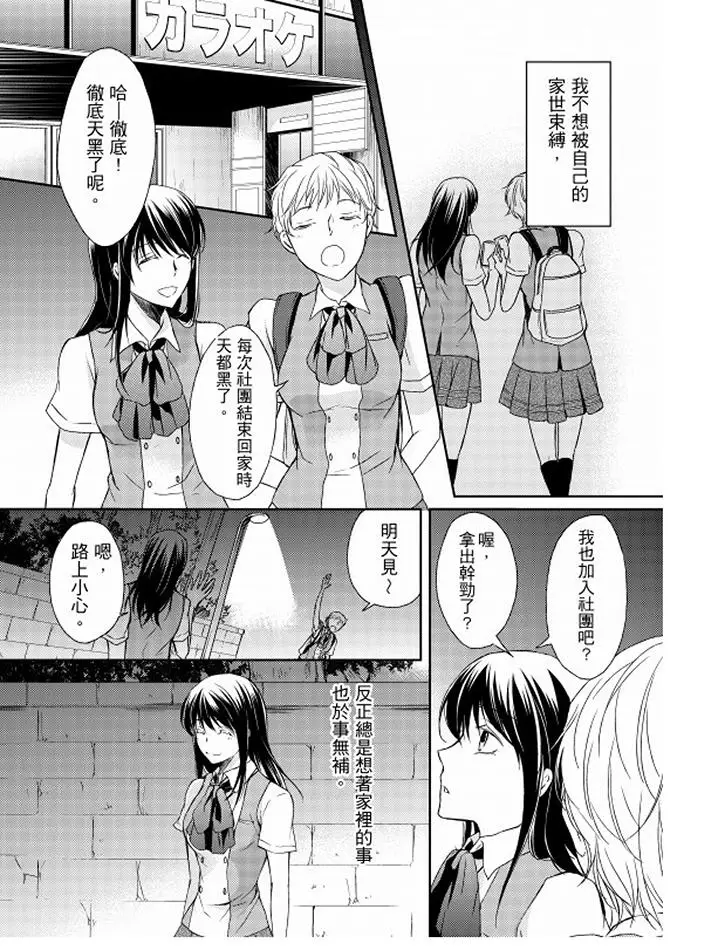 我不想被自己的
家世束縛，
カラオケ
哈—徹底！
徹底天黑了呢。
每次社團結束回家時
天都黑了。
我也加入社團吧？
喔，
拿出幹勁了？
明天見～
嗯，
路上小心。
反正總是想著家裡的事
也於事無補。